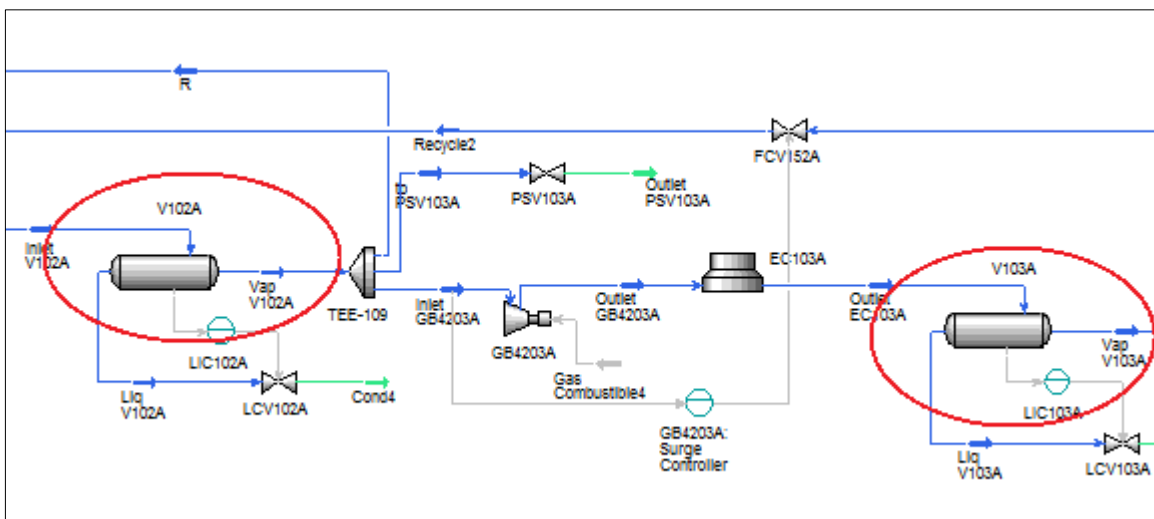 R
Recycle2
FCV152A
to
PSV103A
PSV103A
Outlet
PSV103A
V102A
Inlet
V102A
Vap
V102A
TEE-109
LIC102A
Liq
V102A
LCV102A
Cond4
Inlet
GB4203A
GB4203A
Outlet
GB4203A
Gas
Combustible4
EC103A
GB4203A:
Surge
Controller
Outlet
EC103A
V103A
Vap
V103A
LIC103A
Liq
V103A
LCV103A